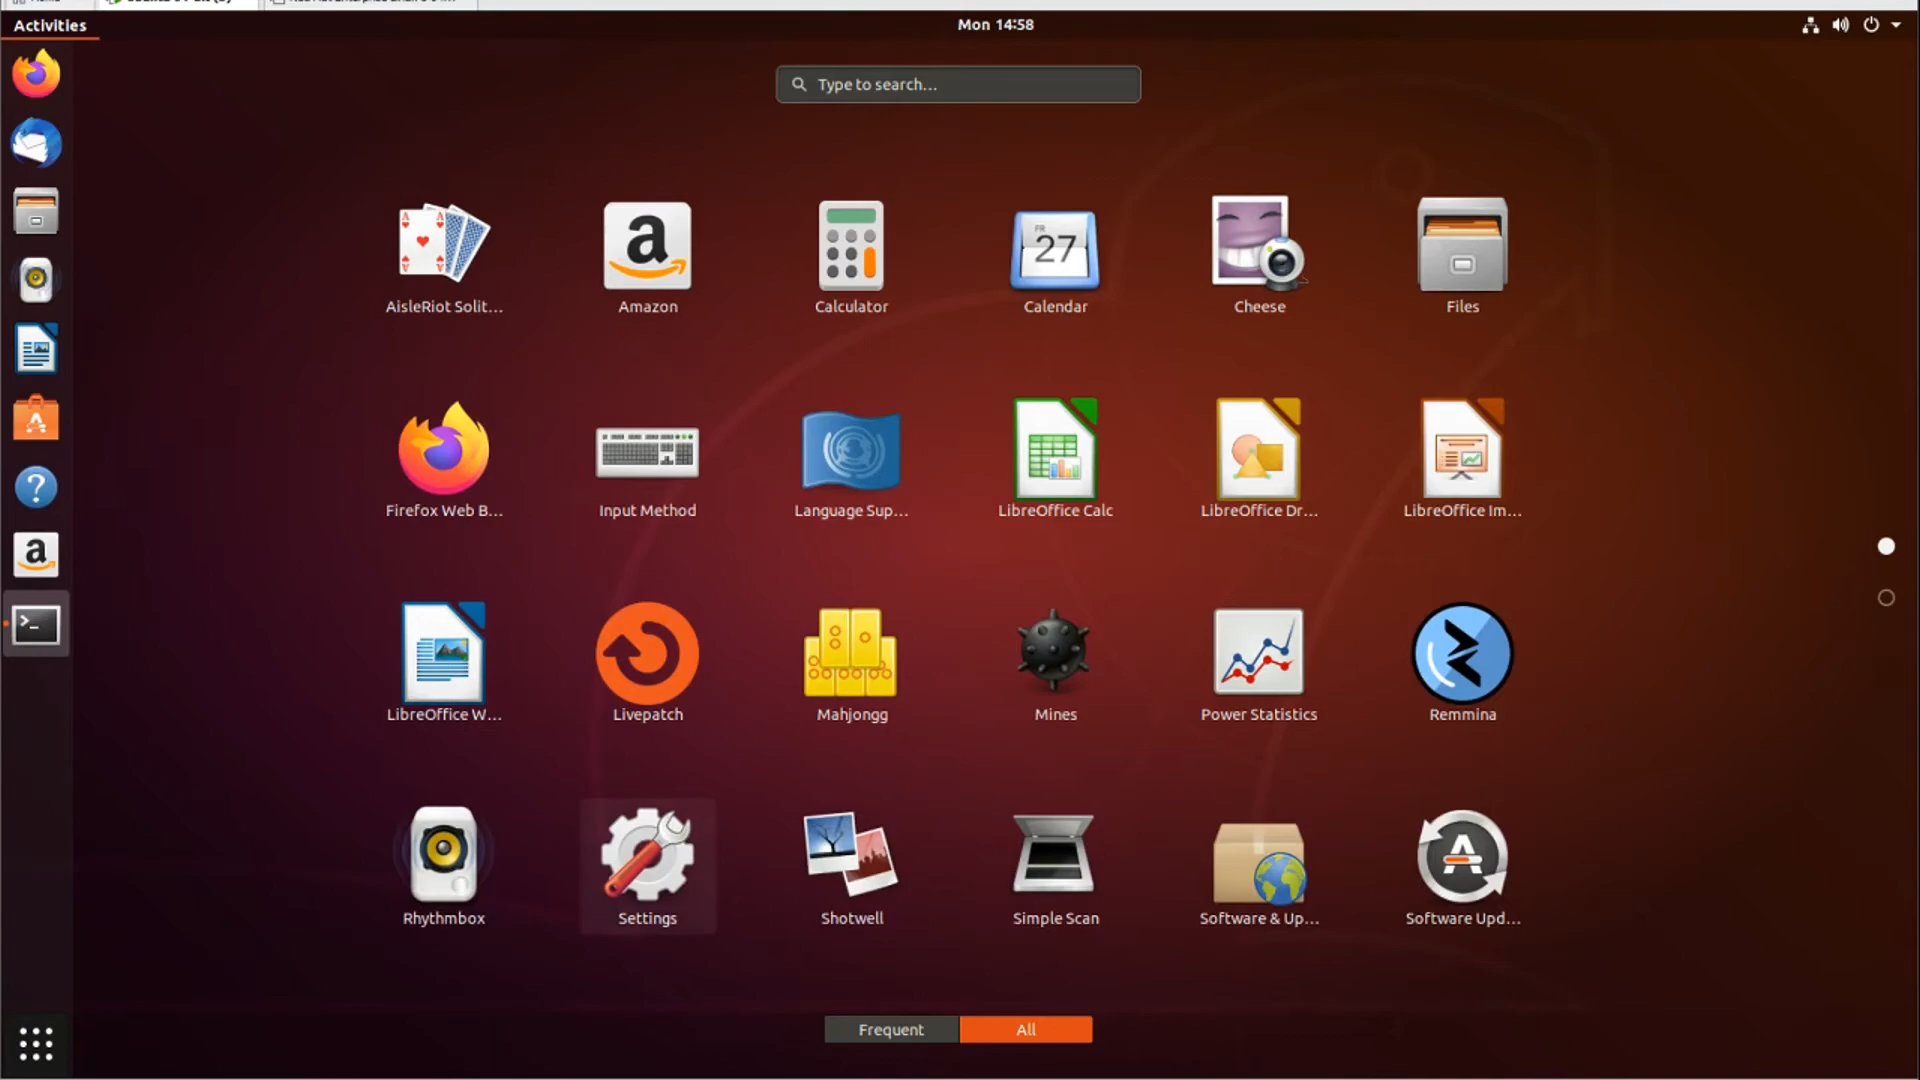 Activities
Mon 14:58
Type to search...
AisleRiot Solit...
Amazon
Calculator
FR
27
Calendar
Cheese
Files
Firefox Web B...
Input Method
Language Sup...
LibreOffice Calc
LibreOffice Dr...
LibreOffice Im...
LibreOffice W...
Livepatch
Mahjongg
Mines
Power Statistics
Remmina
Rhythmbox
Settings
Shotwell
Simple Scan
Software & Up...
Software Upd...
Frequent
All